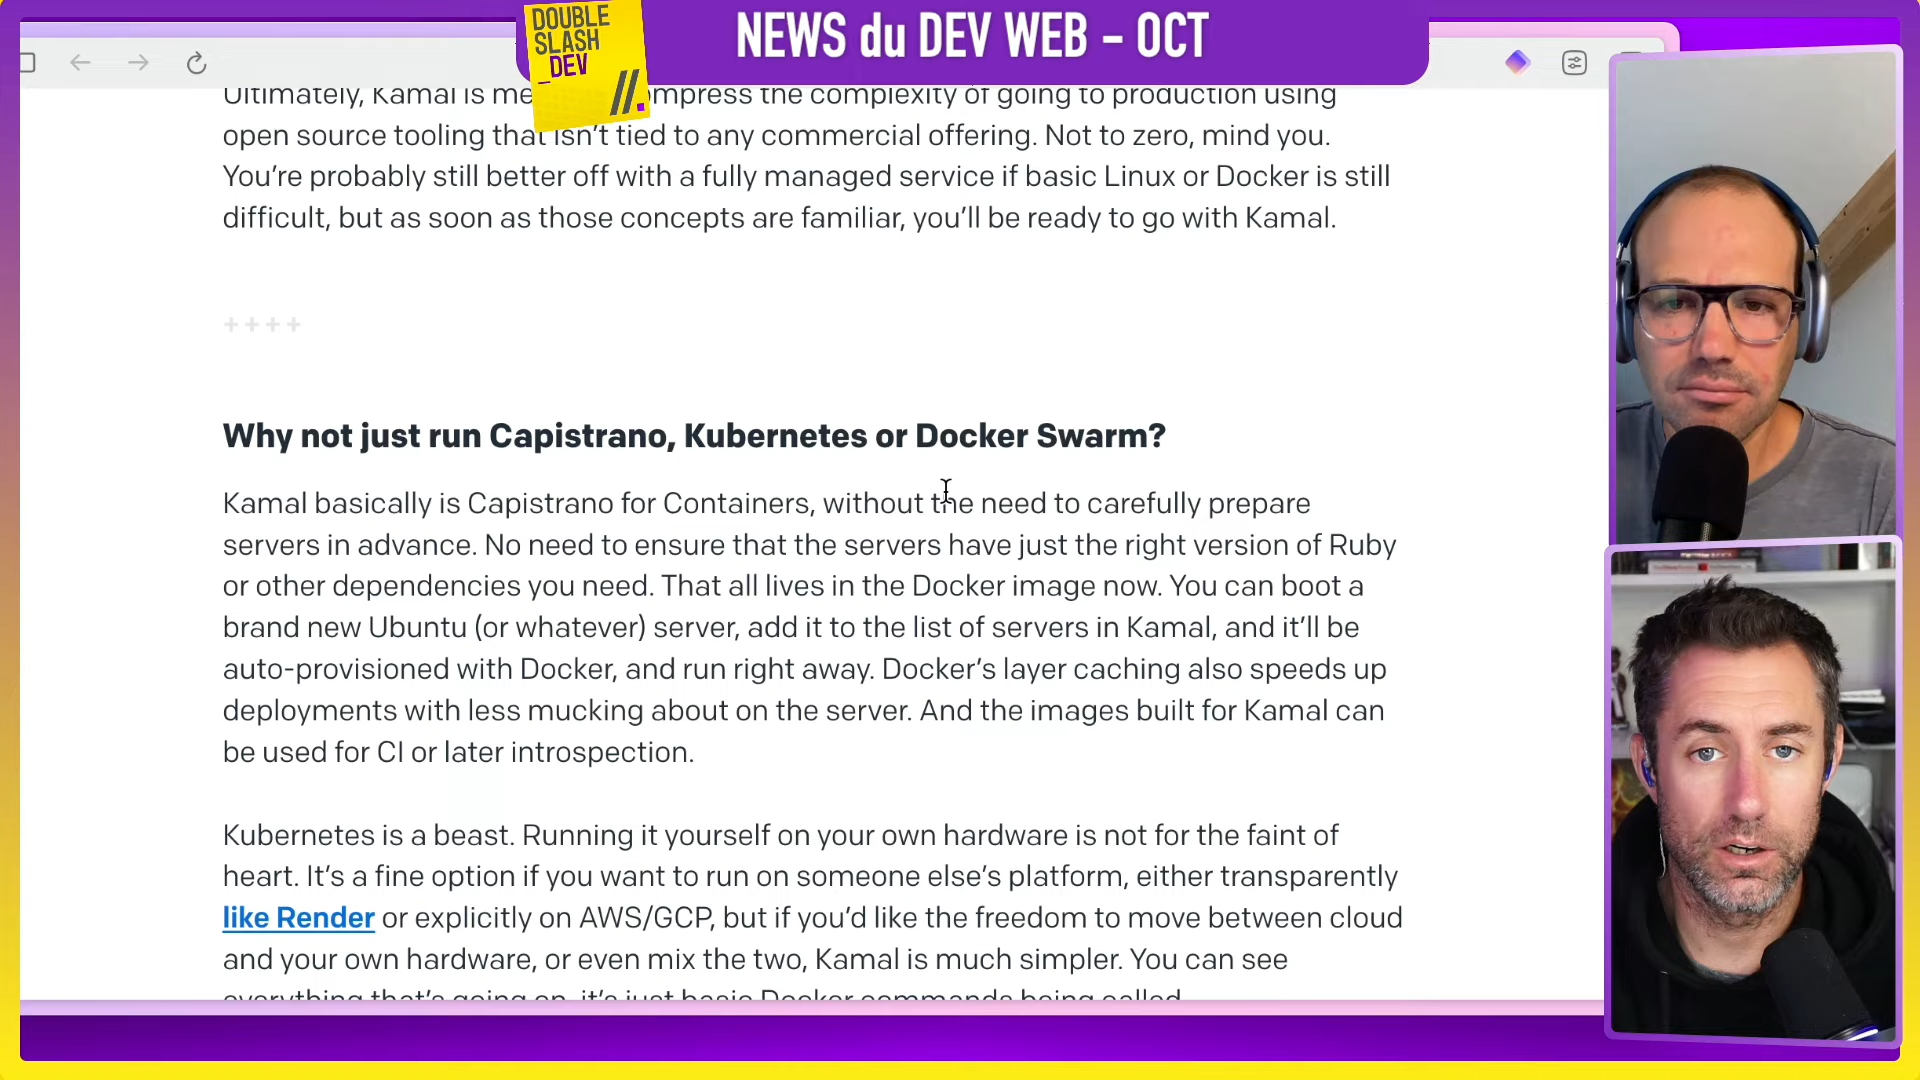 NEWS du DEV WEB - OCT
DOUBLE
SLASH
_DEV
//.
Ultimately, Kamal is me mpress the complexity of going to production using
open source tooling that isn't tied to any commercial offering. Not to zero, mind you.
You're probably still better off with a fully managed service if basic Linux or Docker is still
difficult, but as soon as those concepts are familiar, you'll be ready to go with Kamal.
++++
Why not just run Capistrano, Kubernetes or Docker Swarm?
Kamal basically is Capistrano for Containers, without the need to carefully prepare
servers in advance. No need to ensure that the servers have just the right version of Ruby
or other dependencies you need. That all lives in the Docker image now. You can boot a
brand new Ubuntu (or whatever) server, add it to the list of servers in Kamal, and it'll be
auto-provisioned with Docker, and run right away. Docker's layer caching also speeds up
deployments with less mucking about on the server. And the images built for Kamal can
be used for CI or later introspection.
Kubernetes is a beast. Running it yourself on your own hardware is not for the faint of
heart. It's a fine option if you want to run on someone else's platform, either transparently
like Render or explicitly on AWS/GCP, but if you'd like the freedom to move between cloud
and your own hardware, or even mix the two, Kamal is much simpler. You can see
everything that's going on, it's just basic Docker commands being called.